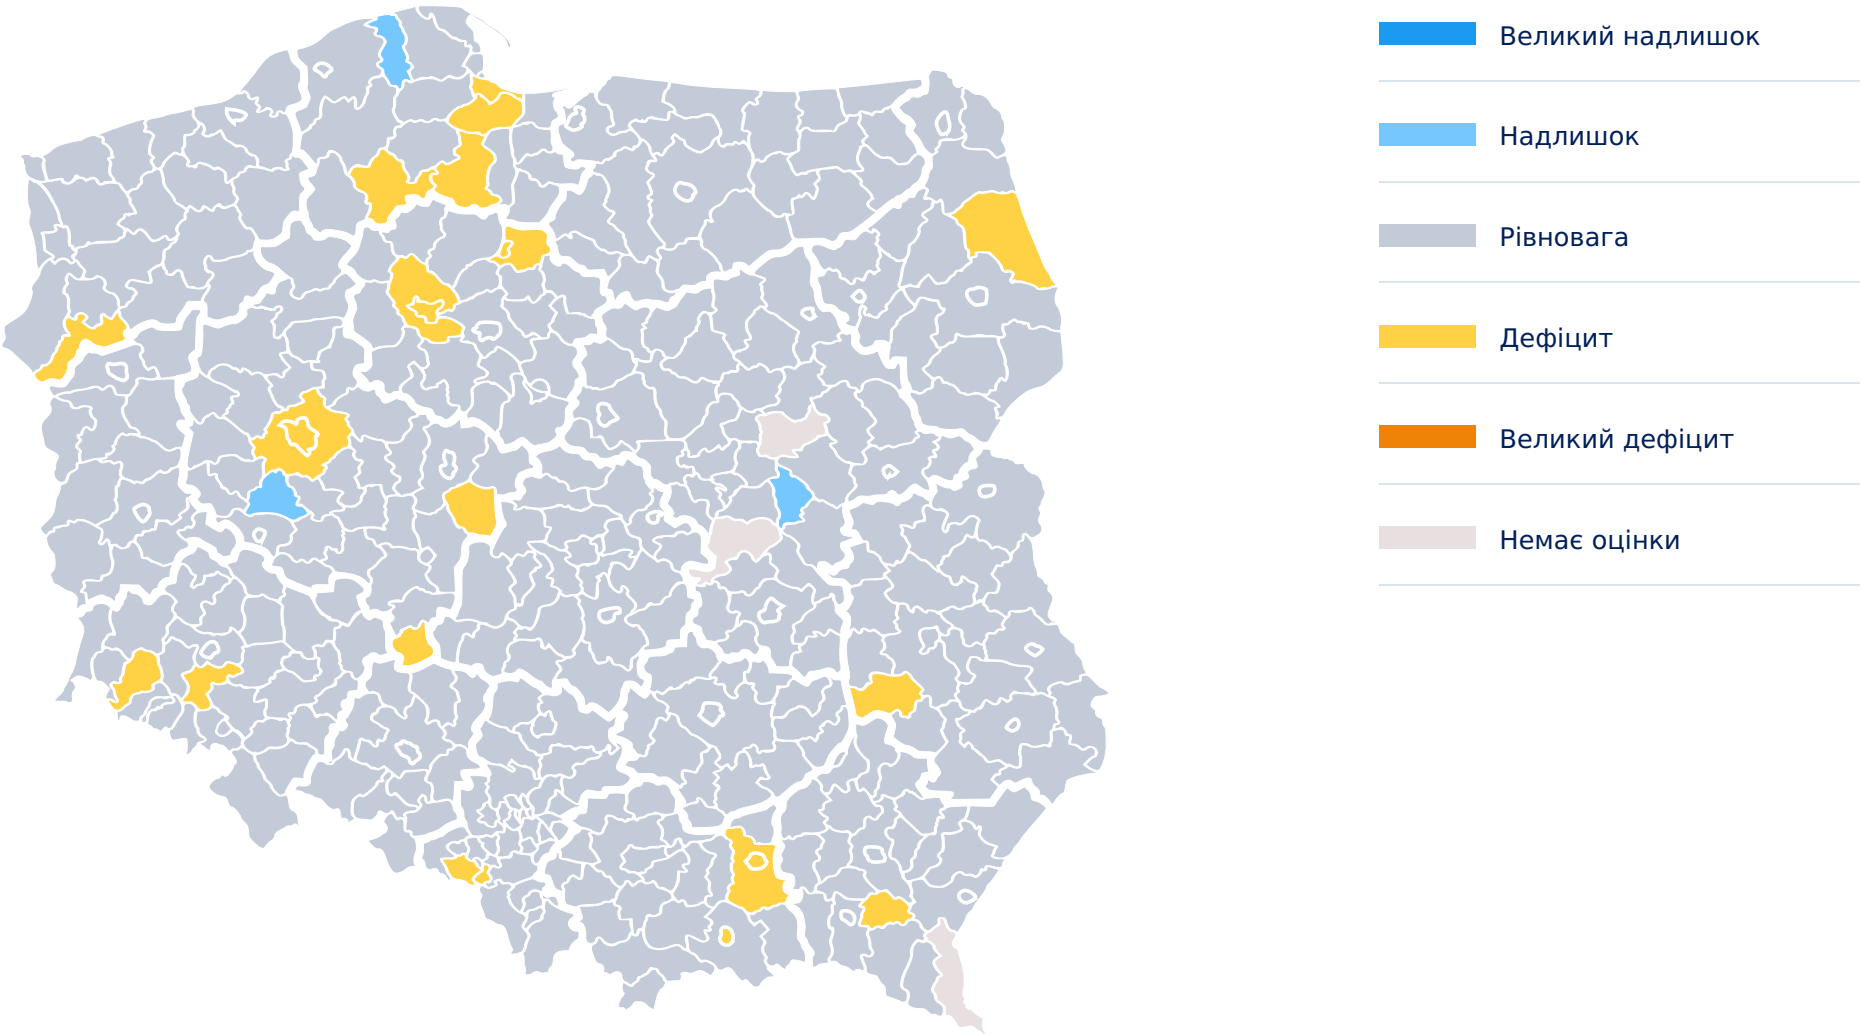 Великий надлишок
Надлишок
Рівновага
Дефіцит
Великий дефіцит
Немає оцінки